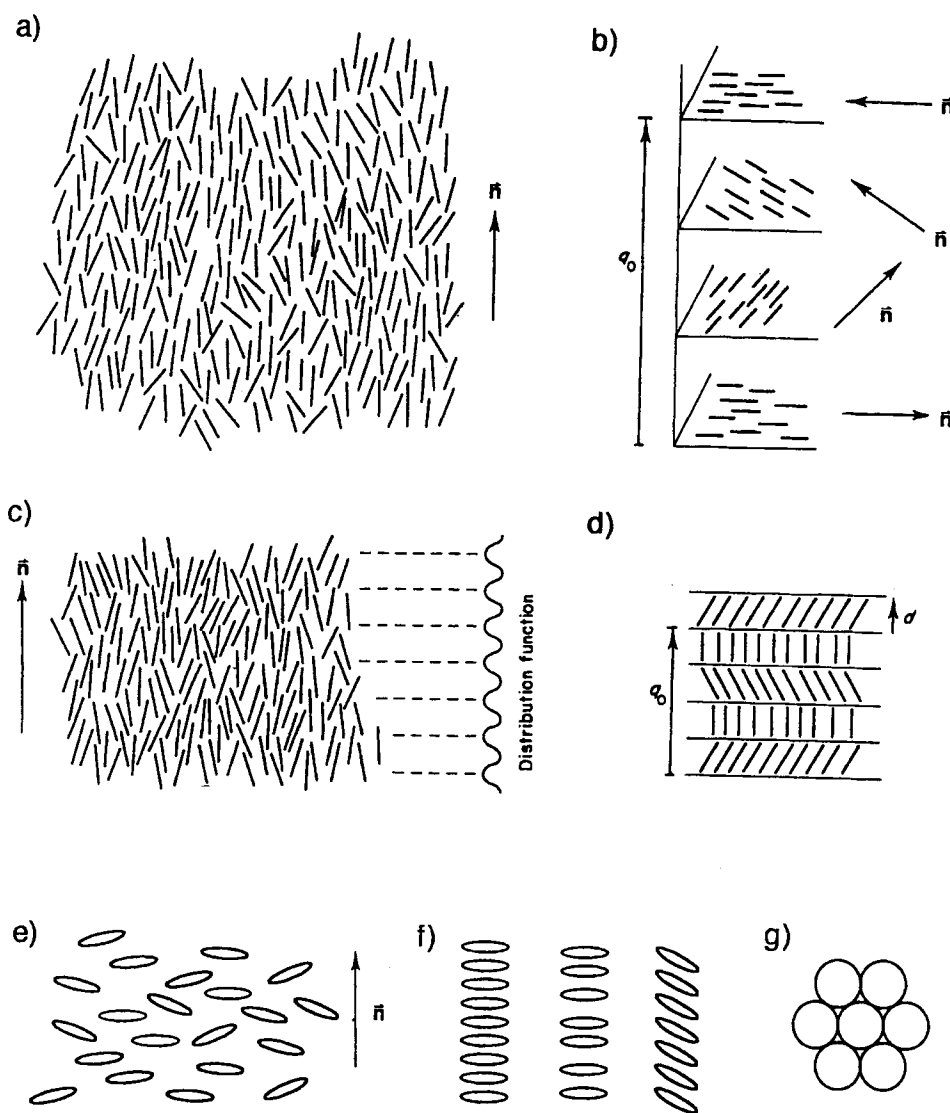 a)
n⃗
b)
n⃗
n⃗
n⃗
n⃗
q₀
c)
n⃗
Distribution function
d)
d
q₀
e)
n⃗
f)
g)